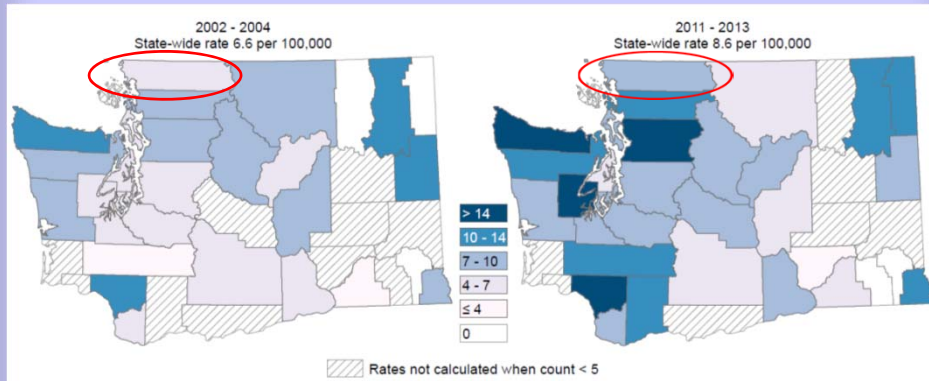 2002 - 2004
State-wide rate 6.6 per 100,000
2011 - 2013
State-wide rate 8.6 per 100,000
> 14
10 - 14
7 - 10
4 - 7
≤ 4
0
Rates not calculated when count < 5